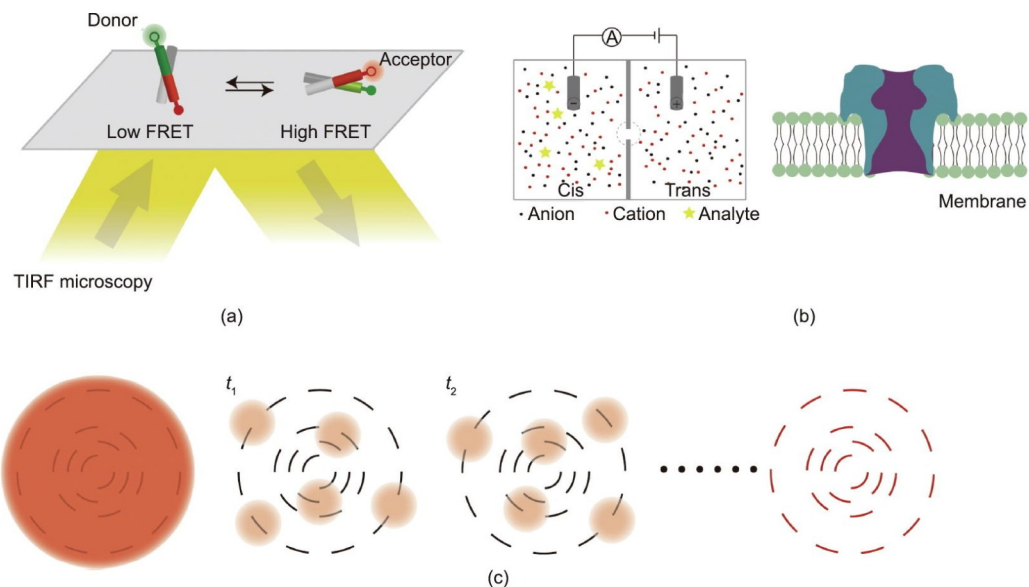 Donor
Acceptor
Low FRET
High FRET
TIRF microscopy
(a)
A
−
+
Cis
Trans
Anion
Cation
Analyte
Membrane
(b)
t1
t2
(c)